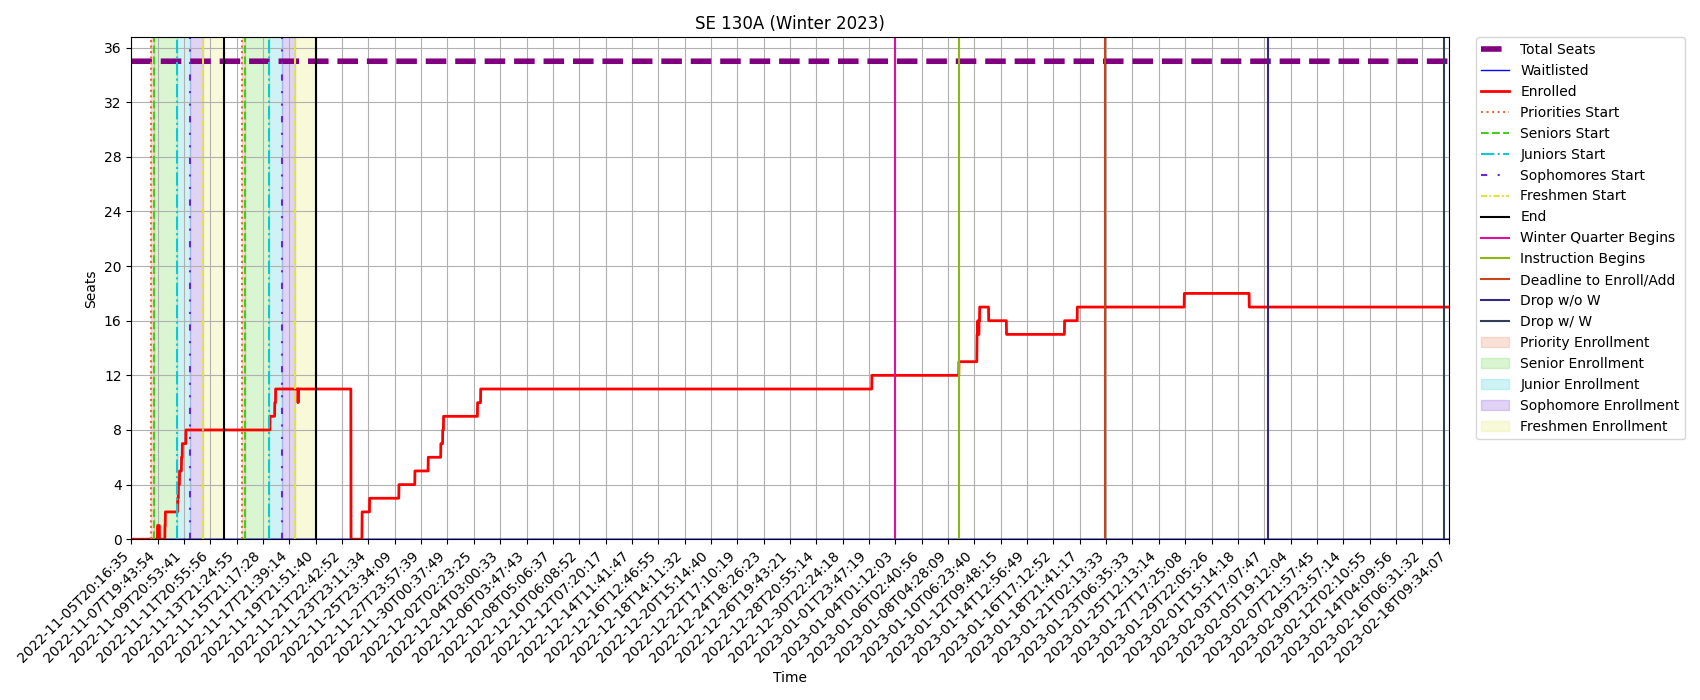 SE 130A (Winter 2023)
Seats
36
32
28
24
20
16
12
8
4
0
2022-11-05T20:16:35
2022-11-07T19:43:54
2022-11-09T20:53:41
2022-11-11T20:55:56
2022-11-13T21:24:55
2022-11-15T21:17:28
2022-11-17T21:39:14
2022-11-19T21:51:40
2022-11-21T22:42:52
2022-11-23T23:11:34
2022-11-25T23:34:09
2022-11-27T23:57:39
2022-11-30T00:37:49
2022-12-02T02:23:25
2022-12-04T03:00:33
2022-12-06T03:47:43
2022-12-08T05:06:37
2022-12-10T06:08:52
2022-12-12T07:20:17
2022-12-14T11:41:47
2022-12-16T12:46:55
2022-12-18T14:11:32
2022-12-20T15:14:40
2022-12-22T17:10:19
2022-12-24T18:26:23
2022-12-26T19:43:21
2022-12-28T20:55:14
2022-12-30T22:24:18
2023-01-01T23:47:19
2023-01-04T01:12:03
2023-01-06T02:40:56
2023-01-08T04:28:09
2023-01-10T06:23:40
2023-01-12T09:48:15
2023-01-14T12:56:49
2023-01-16T17:12:52
2023-01-18T21:41:17
2023-01-21T02:13:33
2023-01-23T06:35:33
2023-01-25T12:13:14
2023-01-27T17:25:08
2023-01-29T22:05:26
2023-02-01T15:14:18
2023-02-03T17:07:47
2023-02-05T19:12:04
2023-02-07T21:57:45
2023-02-09T23:57:14
2023-02-12T02:10:55
2023-02-14T04:09:56
2023-02-16T06:31:32
2023-02-18T09:34:07
Time
Total Seats
Waitlisted
Enrolled
Priorities Start
Seniors Start
Juniors Start
Sophomores Start
Freshmen Start
End
Winter Quarter Begins
Instruction Begins
Deadline to Enroll/Add
Drop w/o W
Drop w/ W
Priority Enrollment
Senior Enrollment
Junior Enrollment
Sophomore Enrollment
Freshmen Enrollment